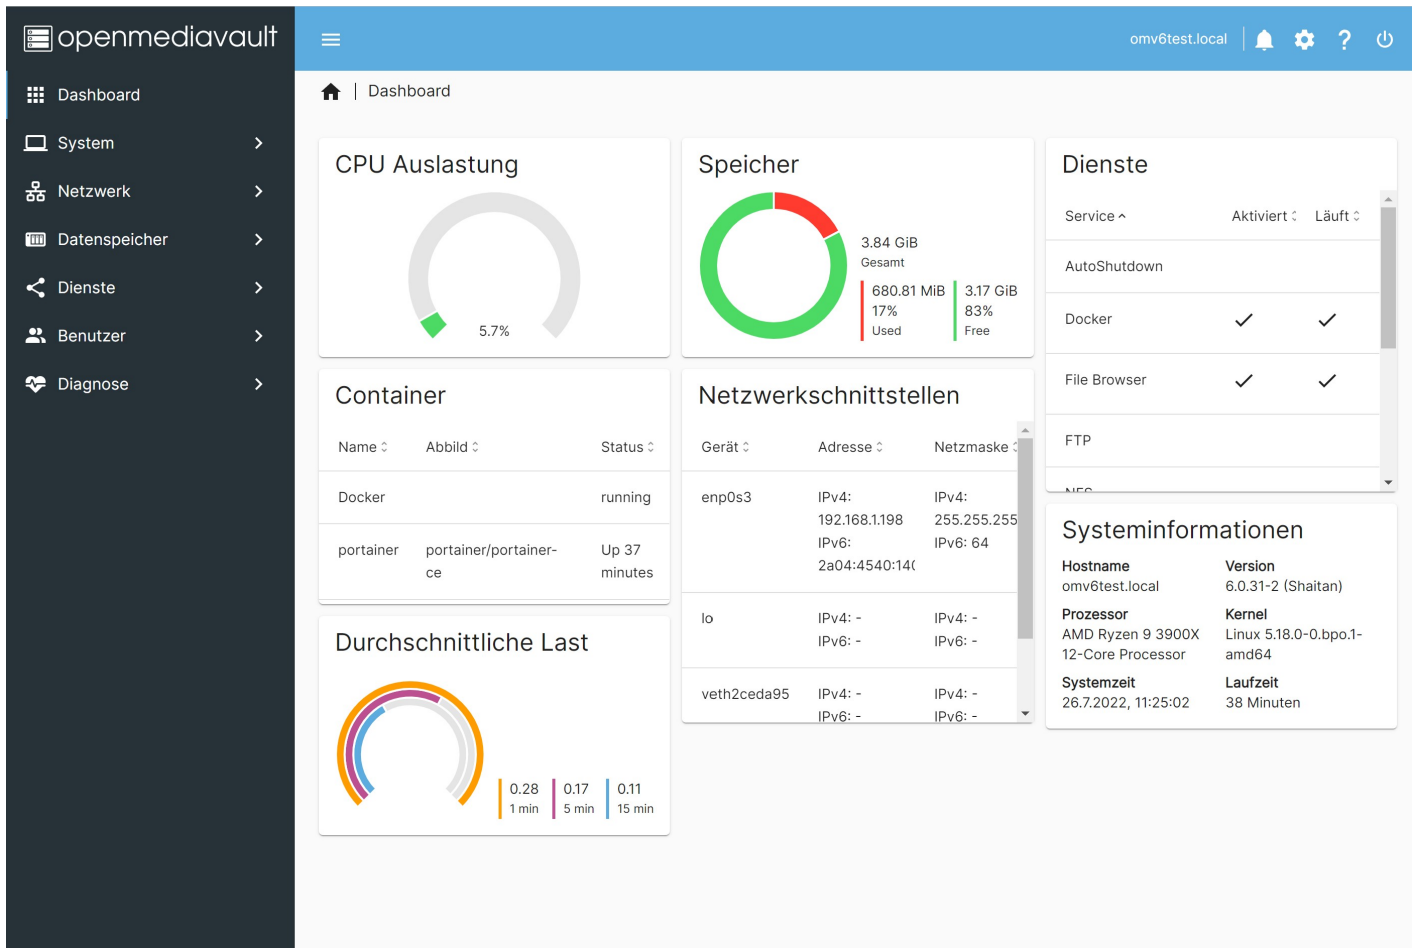 openmediavault
omv6test.local
Dashboard
System
Netzwerk
Datenspeicher
Dienste
Benutzer
Diagnose
Dashboard
CPU Auslastung
5.7%
Speicher
3.84 GiB
Gesamt
680.81 MiB 3.17 GiB
17% 83%
Used Free
Dienste
Service Aktiviert Läuft
AutoShutdown
Docker
File Browser
FTP
NFS
Container
Name Abbild Status
Docker running
portainer portainer/portainer- Up 37
ce minutes
Netzwerkschnittstellen
Gerät Adresse Netzmaske
enp0s3 IPv4: IPv4:
192.168.1.198 255.255.255
IPv6: IPv6: 64
2a04:4540:140
lo IPv4: - IPv4: -
IPv6: - IPv6: -
veth2ceda95 IPv4: - IPv4: -
IPv6: - IPv6: -
Systeminformationen
Hostname Version
omv6test.local 6.0.31-2 (Shaitan)
Prozessor Kernel
AMD Ryzen 9 3900X Linux 5.18.0-0.bpo.1-
12-Core Processor amd64
Systemzeit Laufzeit
26.7.2022, 11:25:02 38 Minuten
Durchschnittliche Last
0.28 0.17 0.11
1 min 5 min 15 min